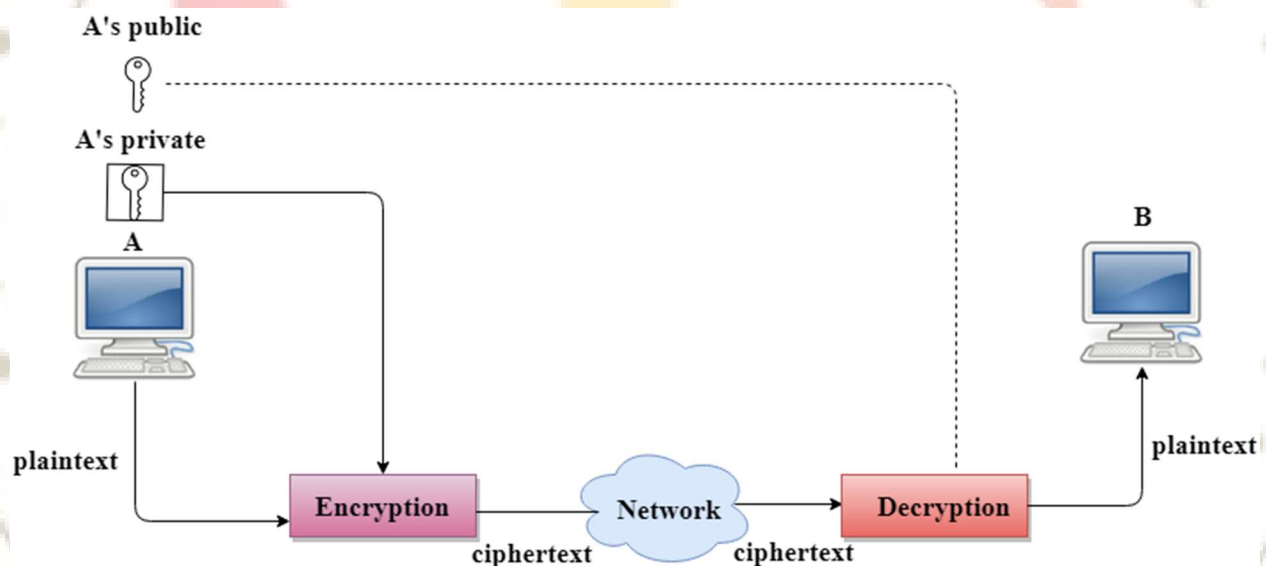 A's public
A's private
A
B
plaintext
plaintext
Encryption
Network
Decryption
ciphertext
ciphertext